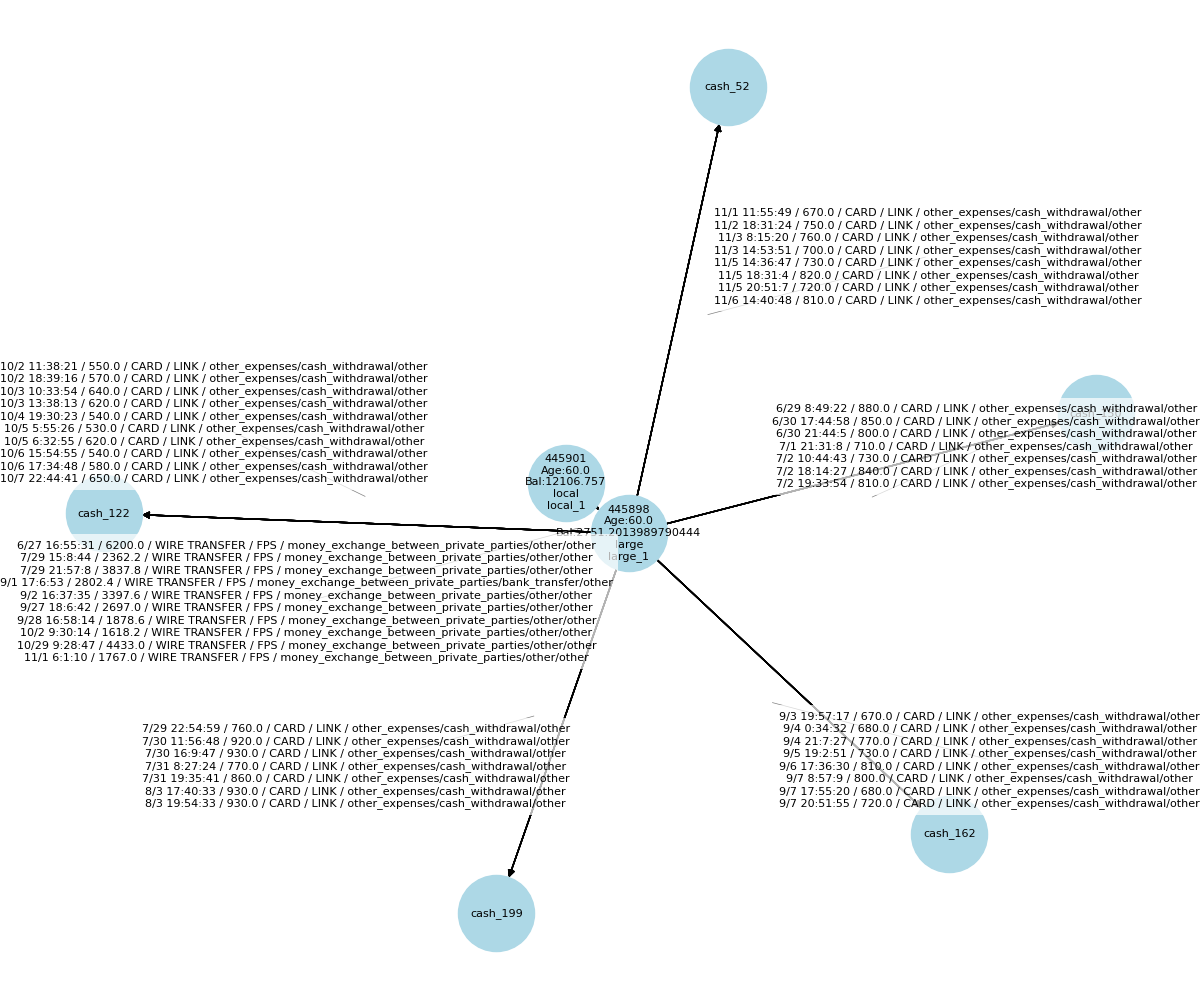 cash_52
11/1 11:55:49 / 670.0 / CARD / LINK / other_expenses/cash_withdrawal/other
11/2 18:31:24 / 750.0 / CARD / LINK / other_expenses/cash_withdrawal/other
11/3 8:15:20 / 760.0 / CARD / LINK / other_expenses/cash_withdrawal/other
11/3 14:53:51 / 700.0 / CARD / LINK / other_expenses/cash_withdrawal/other
11/5 14:36:47 / 730.0 / CARD / LINK / other_expenses/cash_withdrawal/other
11/5 18:31:4 / 820.0 / CARD / LINK / other_expenses/cash_withdrawal/other
11/5 20:51:7 / 720.0 / CARD / LINK / other_expenses/cash_withdrawal/other
11/6 14:40:48 / 810.0 / CARD / LINK / other_expenses/cash_withdrawal/other
10/2 11:38:21 / 550.0 / CARD / LINK / other_expenses/cash_withdrawal/other
10/2 18:39:16 / 570.0 / CARD / LINK / other_expenses/cash_withdrawal/other
10/3 10:33:54 / 640.0 / CARD / LINK / other_expenses/cash_withdrawal/other
10/3 13:38:13 / 620.0 / CARD / LINK / other_expenses/cash_withdrawal/other
10/4 19:30:23 / 540.0 / CARD / LINK / other_expenses/cash_withdrawal/other
10/5 5:55:26 / 530.0 / CARD / LINK / other_expenses/cash_withdrawal/other
10/5 6:32:55 / 620.0 / CARD / LINK / other_expenses/cash_withdrawal/other
10/6 15:54:55 / 540.0 / CARD / LINK / other_expenses/cash_withdrawal/other
10/6 17:34:48 / 580.0 / CARD / LINK / other_expenses/cash_withdrawal/other
10/7 22:44:41 / 650.0 / CARD / LINK / other_expenses/cash_withdrawal/other
6/29 8:49:22 / 880.0 / CARD / LINK / other_expenses/cash_withdrawal/other
6/30 17:44:58 / 850.0 / CARD / LINK / other_expenses/cash_withdrawal/other
6/30 21:44:5 / 800.0 / CARD / LINK / other_expenses/cash_withdrawal/other
7/1 21:31:8 / 710.0 / CARD / LINK / other_expenses/cash_withdrawal/other
7/2 10:44:43 / 730.0 / CARD / LINK / other_expenses/cash_withdrawal/other
7/2 18:14:27 / 840.0 / CARD / LINK / other_expenses/cash_withdrawal/other
7/2 19:33:54 / 810.0 / CARD / LINK / other_expenses/cash_withdrawal/other
445901
Age:60.0
Bal:12106.757
local
local_1
cash_122
445898
Age:60.0
Bal:2751.2013989790444
large
large_1
6/27 16:55:31 / 6200.0 / WIRE TRANSFER / FPS / money_exchange_between_private_parties/other/other
7/29 15:8:44 / 2362.2 / WIRE TRANSFER / FPS / money_exchange_between_private_parties/other/other
7/29 21:57:8 / 3837.8 / WIRE TRANSFER / FPS / money_exchange_between_private_parties/other/other
9/1 17:6:53 / 2802.4 / WIRE TRANSFER / FPS / money_exchange_between_private_parties/bank_transfer/other
9/2 16:37:35 / 3397.6 / WIRE TRANSFER / FPS / money_exchange_between_private_parties/other/other
9/27 18:6:42 / 2697.0 / WIRE TRANSFER / FPS / money_exchange_between_private_parties/other/other
9/28 16:58:14 / 1878.6 / WIRE TRANSFER / FPS / money_exchange_between_private_parties/other/other
10/2 9:30:14 / 1618.2 / WIRE TRANSFER / FPS / money_exchange_between_private_parties/other/other
10/29 9:28:47 / 4433.0 / WIRE TRANSFER / FPS / money_exchange_between_private_parties/other/other
11/1 6:1:10 / 1767.0 / WIRE TRANSFER / FPS / money_exchange_between_private_parties/other/other
7/29 22:54:59 / 760.0 / CARD / LINK / other_expenses/cash_withdrawal/other
7/30 11:56:48 / 920.0 / CARD / LINK / other_expenses/cash_withdrawal/other
7/30 16:9:47 / 930.0 / CARD / LINK / other_expenses/cash_withdrawal/other
7/31 8:27:24 / 770.0 / CARD / LINK / other_expenses/cash_withdrawal/other
7/31 19:35:41 / 860.0 / CARD / LINK / other_expenses/cash_withdrawal/other
8/3 17:40:33 / 930.0 / CARD / LINK / other_expenses/cash_withdrawal/other
8/3 19:54:33 / 930.0 / CARD / LINK / other_expenses/cash_withdrawal/other
9/3 19:57:17 / 670.0 / CARD / LINK / other_expenses/cash_withdrawal/other
9/4 0:34:32 / 680.0 / CARD / LINK / other_expenses/cash_withdrawal/other
9/4 21:7:27 / 770.0 / CARD / LINK / other_expenses/cash_withdrawal/other
9/5 19:2:51 / 750.0 / CARD / LINK / other_expenses/cash_withdrawal/other
9/6 17:36:30 / 810.0 / CARD / LINK / other_expenses/cash_withdrawal/other
9/7 8:57:9 / 800.0 / CARD / LINK / other_expenses/cash_withdrawal/other
9/7 17:55:20 / 680.0 / CARD / LINK / other_expenses/cash_withdrawal/other
9/7 20:51:55 / 720.0 / CARD / LINK / other_expenses/cash_withdrawal/other
cash_162
cash_199